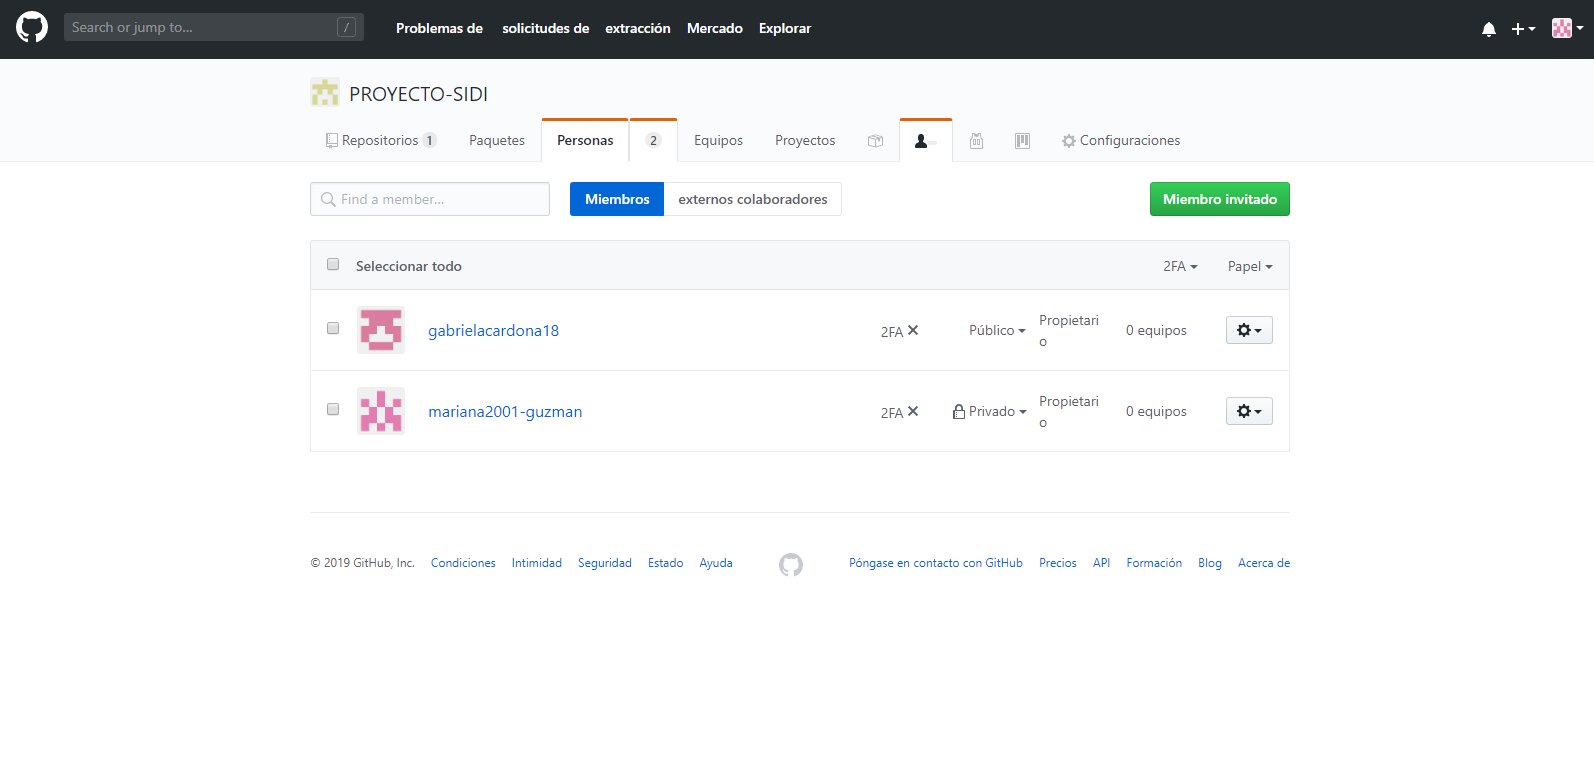 Search or jump to... /
Problemas de solicitudes de extracción Mercado Explorar
PROYECTO-SIDI
Repositorios 1 Paquetes Personas 2 Equipos Proyectos Configuraciones
Find a member... Miembros externos colaboradores Miembro invitado
Seleccionar todo 2FA Papel
gabrielacardona18 2FA Público Propietari
o
0 equipos
mariana2001-guzman 2FA Privado Propietari
o
0 equipos
© 2019 GitHub, Inc. Condiciones Intimidad Seguridad Estado Ayuda Póngase en contacto con GitHub Precios API Formación Blog Acerca de